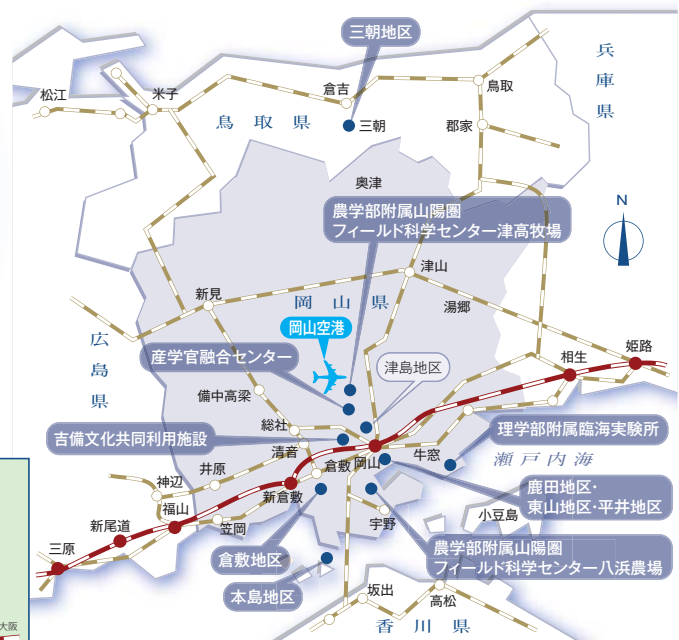 三朝地区
兵庫県
松江
米子
倉吉
鳥取
鳥取県
三朝
郡家
奥津
農学部附属山陽圏
フィールド科学センター津高牧場
N
津山
新見
岡山県
湯郷
岡山空港
広島県
産学官融合センター
津島地区
相生
姫路
備中高梁
総社
吉備文化共同利用施設
清音
倉敷
岡山
牛窓
理学部附属臨海実験所
瀬戸内海
井原
神辺
新倉敷
鹿田地区・
東山地区・平井地区
福山
笠岡
新尾道
宇野
小豆島
三原
倉敷地区
農学部附属山陽圏
フィールド科学センター八浜農場
本島地区
坂出
高松
香川県
大阪